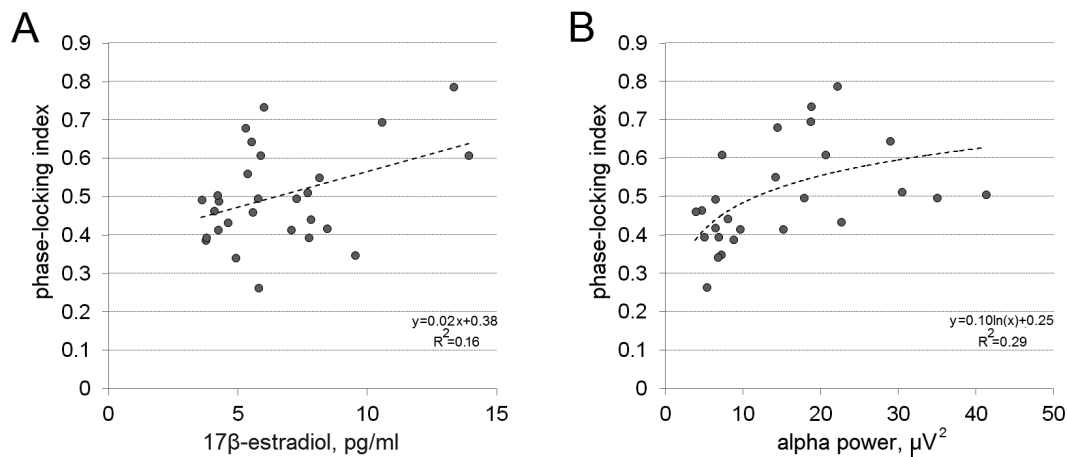 A
phase-locking index
0.9
0.8
0.7
0.6
0.5
0.4
0.3
0.2
0.1
0
y=0.02x+0.38
R²=0.16
0 5 10 15
17β-estradiol, pg/ml
B
phase-locking index
0.9
0.8
0.7
0.6
0.5
0.4
0.3
0.2
0.1
0
y=0.10ln(x)+0.25
R²=0.29
0 10 20 30 40 50
alpha power, µV²